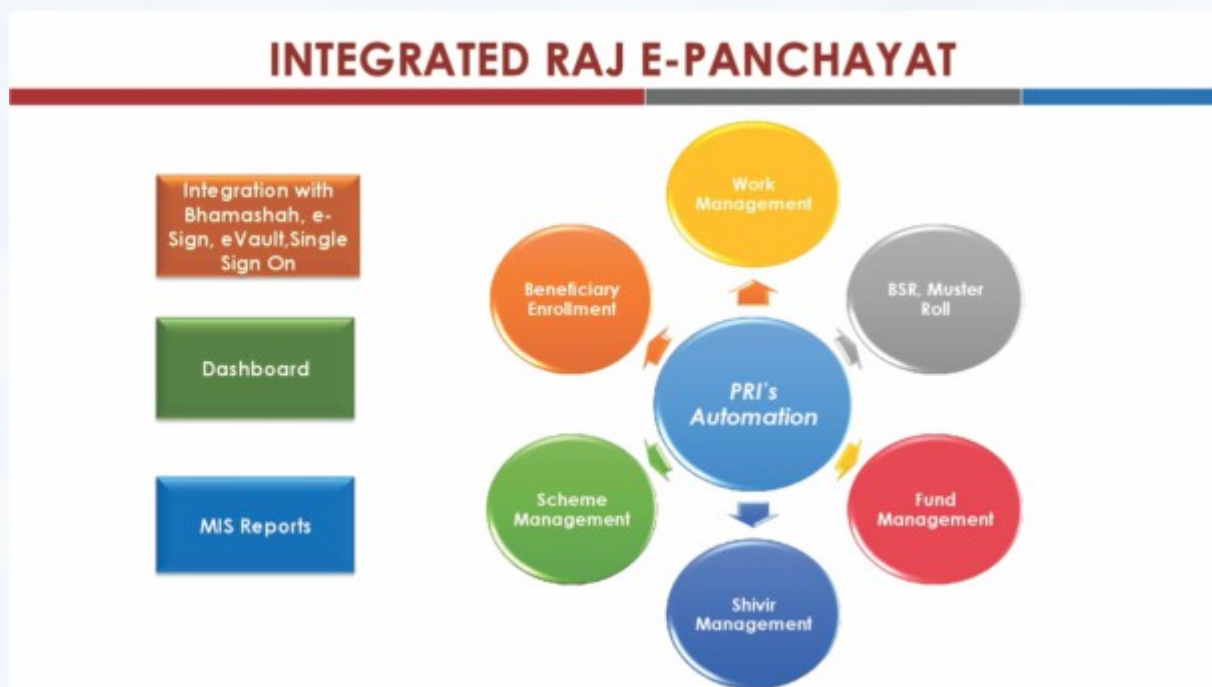 INTEGRATED RAJ E-PANCHAYAT
Integration with
Bhamashah, e-
Sign, eVault,Single
Sign On
Dashboard
MIS Reports
Work
Management
Beneficiary
Enrollment
BSR, Muster
Roll
PRI's
Automation
Scheme
Management
Fund
Management
Shivir
Management